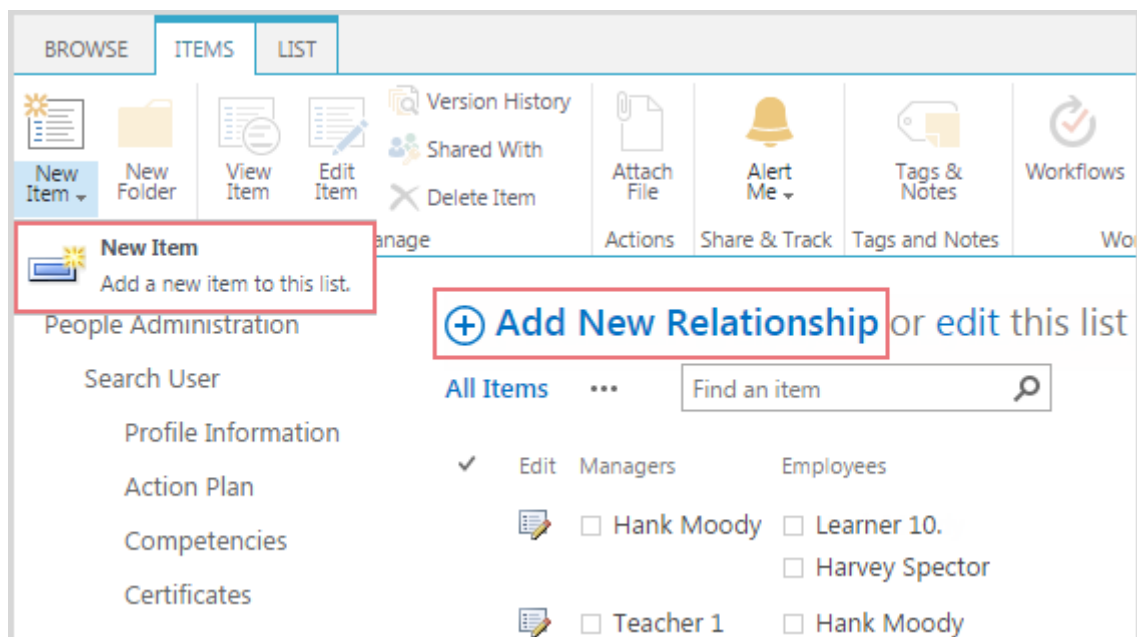 BROWSE ITEMS LIST
New Item
New Folder
View Item
Edit Item
Version History
Shared With
Delete Item
Attach File
Alert Me
Tags & Notes
Workflows
anage
Actions
Share & Track
Tags and Notes
Wo
New Item
Add a new item to this list.
People Administration
Search User
Profile Information
Action Plan
Competencies
Certificates
Add New Relationship or edit this list
All Items ••• Find an item
Edit Managers Employees
Hank Moody Learner 10.
Harvey Spector
Teacher 1 Hank Moody